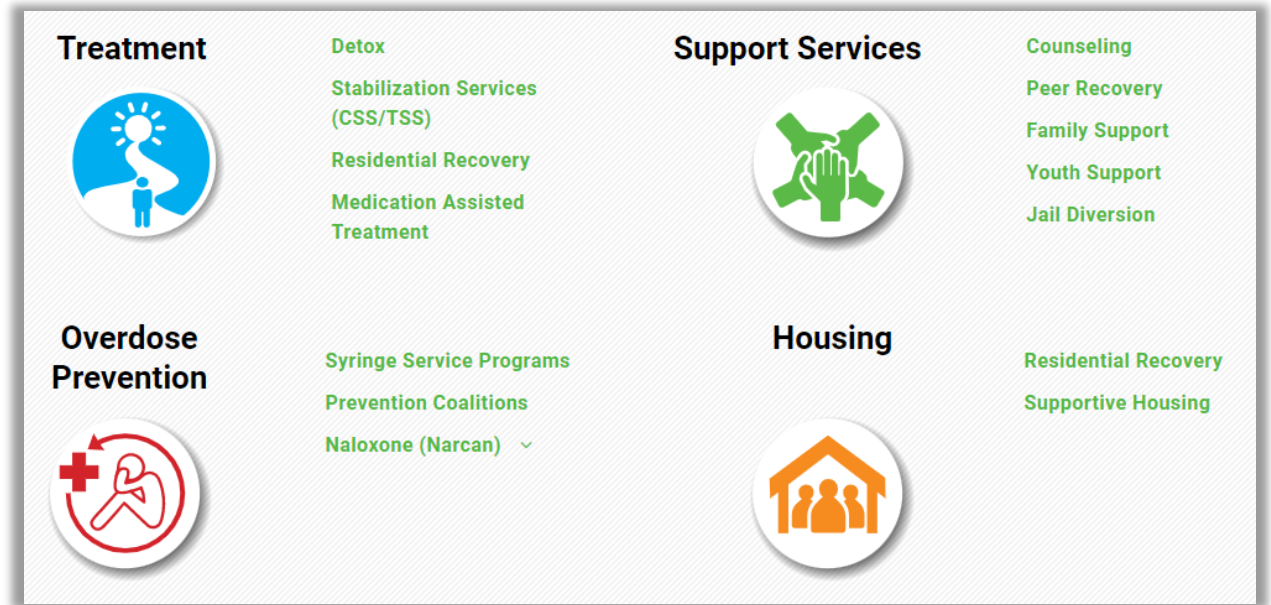 Treatment
Detox
Stabilization Services
(CSS/TSS)
Residential Recovery
Medication Assisted
Treatment
Support Services
Counseling
Peer Recovery
Family Support
Youth Support
Jail Diversion
Overdose
Prevention
Syringe Service Programs
Prevention Coalitions
Naloxone (Narcan)
Housing
Residential Recovery
Supportive Housing